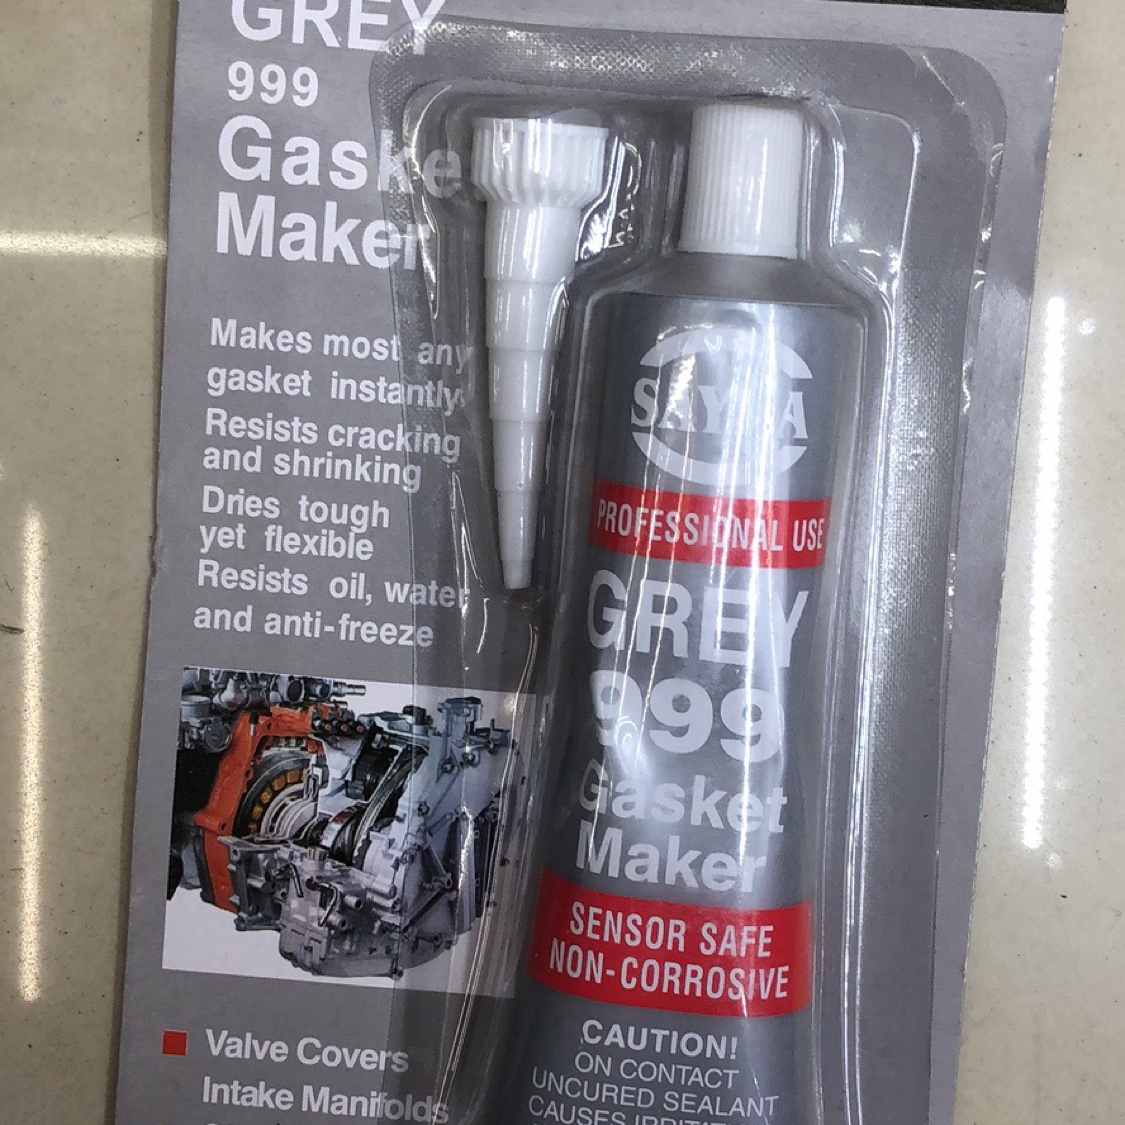 GREY
999
Gaske
Maker
Makes most any
gasket instantly
Resists cracking
and shrinking
Dries tough
yet flexible
Resists oil, water
and anti-freeze
Valve Covers
Intake Manifolds
PROFESSIONAL USE
GREY
999
Gasket
Maker
SENSOR SAFE
NON-CORROSIVE
CAUTION!
ON CONTACT
UNCURED SEALANT
CAUSES